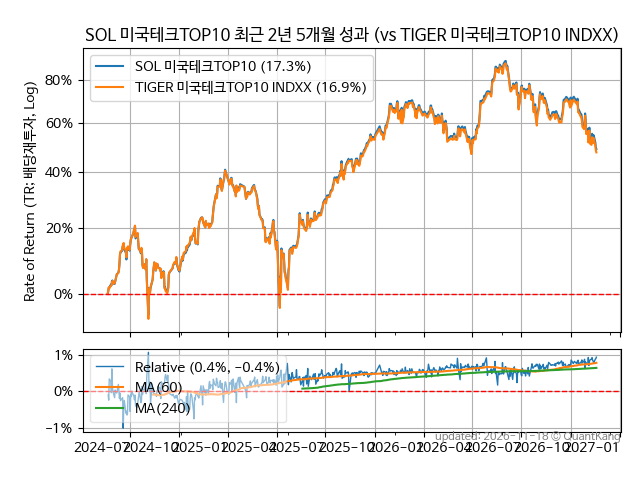 SOL 미국테크TOP10 최근 2년 5개월 성과 (vs TIGER 미국테크TOP10 INDXX)
SOL 미국테크TOP10 (17.3%)
TIGER 미국테크TOP10 INDXX (16.9%)
80%
60%
40%
20%
0%
Rate of Return (TR: 배당재투자, Log)
Relative (0.4%, -0.4%)
MA(60)
MA(240)
1%
0%
-1%
updated: 2026-11-18 © QuantKang
2024-07 2024-10 2025-01 2025-04 2025-07 2025-10 2026-01 2026-04 2026-07 2026-10 2027-01